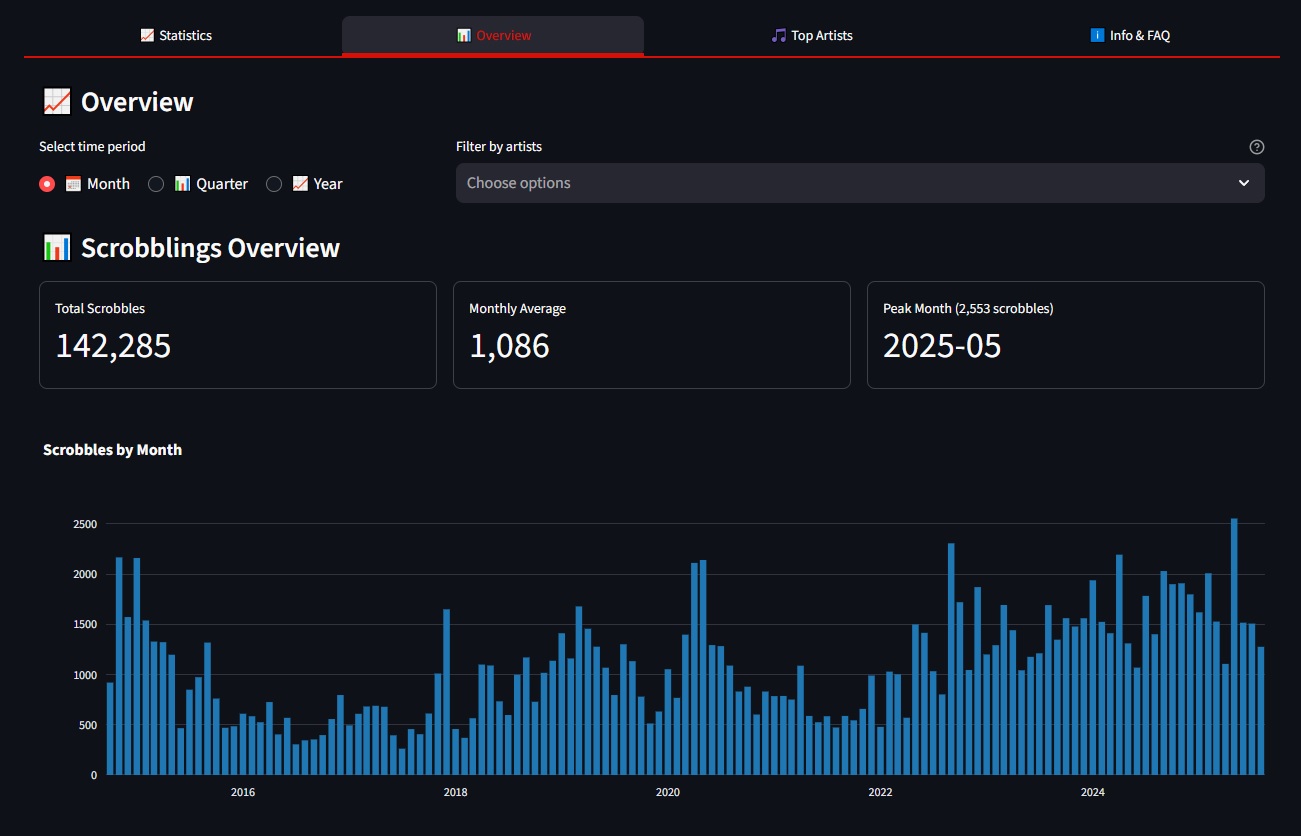 Statistics
Overview
Top Artists
Info & FAQ
Overview
Select time period
Filter by artists
Month
Quarter
Year
Choose options
Scrobblings Overview
Total Scrobbles
142,285
Monthly Average
1,086
Peak Month (2,553 scrobbles)
2025-05
Scrobbles by Month
2500
2000
1500
1000
500
0
2016
2018
2020
2022
2024